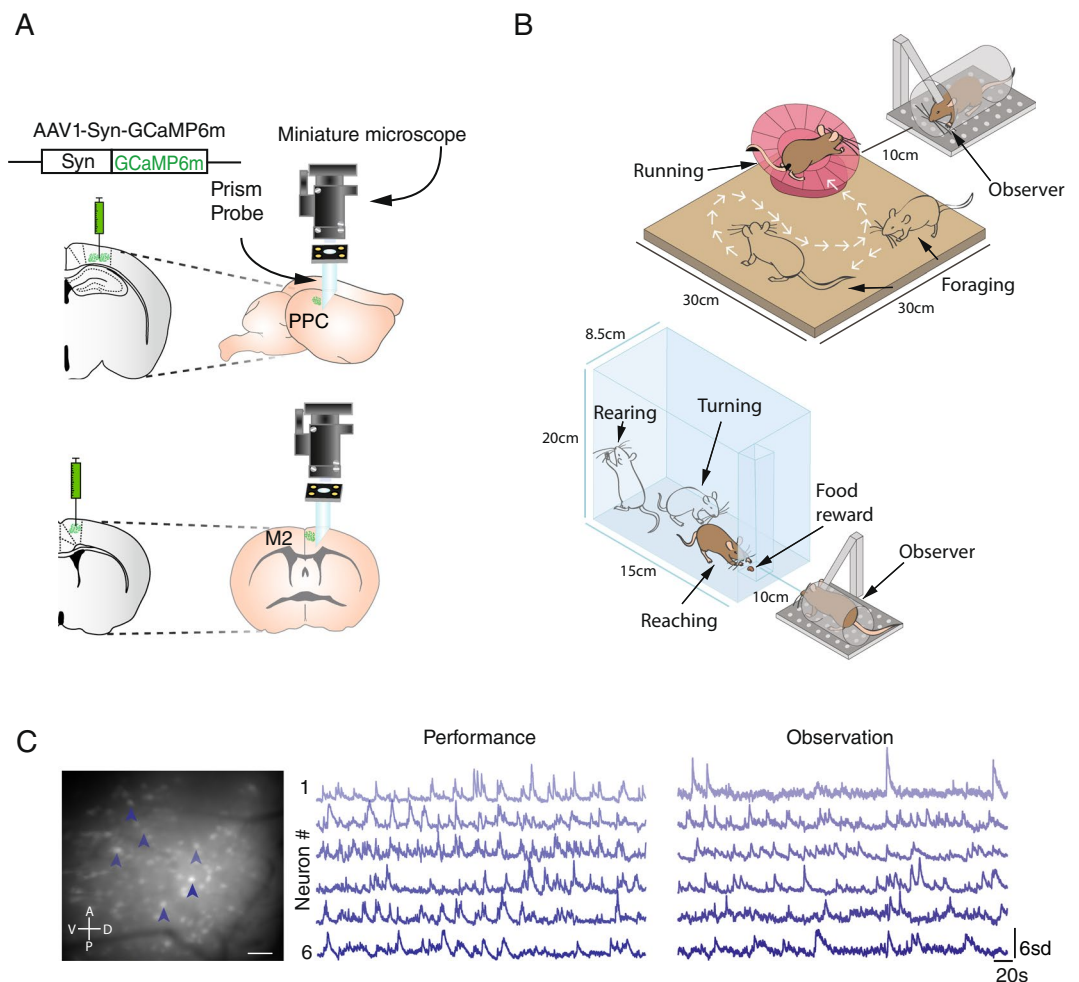 A
AAV1-Syn-GCaMP6m
Syn
GCaMP6m
Miniature microscope
Prism
Probe
PPC
M2
B
Running
10cm
Observer
Foraging
30cm
30cm
8.5cm
Rearing
Turning
20cm
Food
reward
Observer
15cm
10cm
Reaching
C
Performance
Observation
1
Neuron #
6
A
V
D
P
6sd
20s